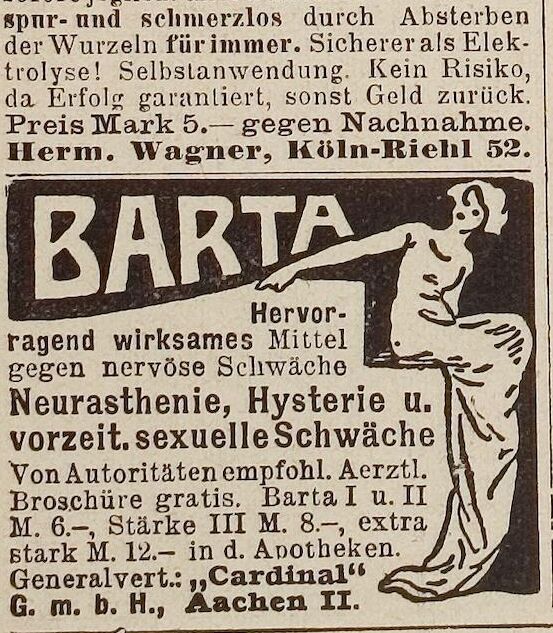 spur- und schmerzlos durch Absterben
der Wurzeln für immer. Sicherer als Elek-
trolyse! Selbstanwendung. Kein Risiko,
da Erfolg garantiert, sonst Geld zurück.
Preis Mark 5.— gegen Nachnahme.
Herm. Wagner, Köln-Riehl 52.
BARTA
Hervor-
ragend wirksames Mittel
gegen nervöse Schwäche
Neurasthenie, Hysterie u.
vorzeit. sexuelle Schwäche
Von Autoritäten empfohl. Aerztl.
Broschüre gratis. Barta I u. II
M. 6.–, Stärke III M. 8.–, extra
stark M. 12.– in d. Apotheken.
Generalvert.: „Cardinal“
G. m. b. H., Aachen II.